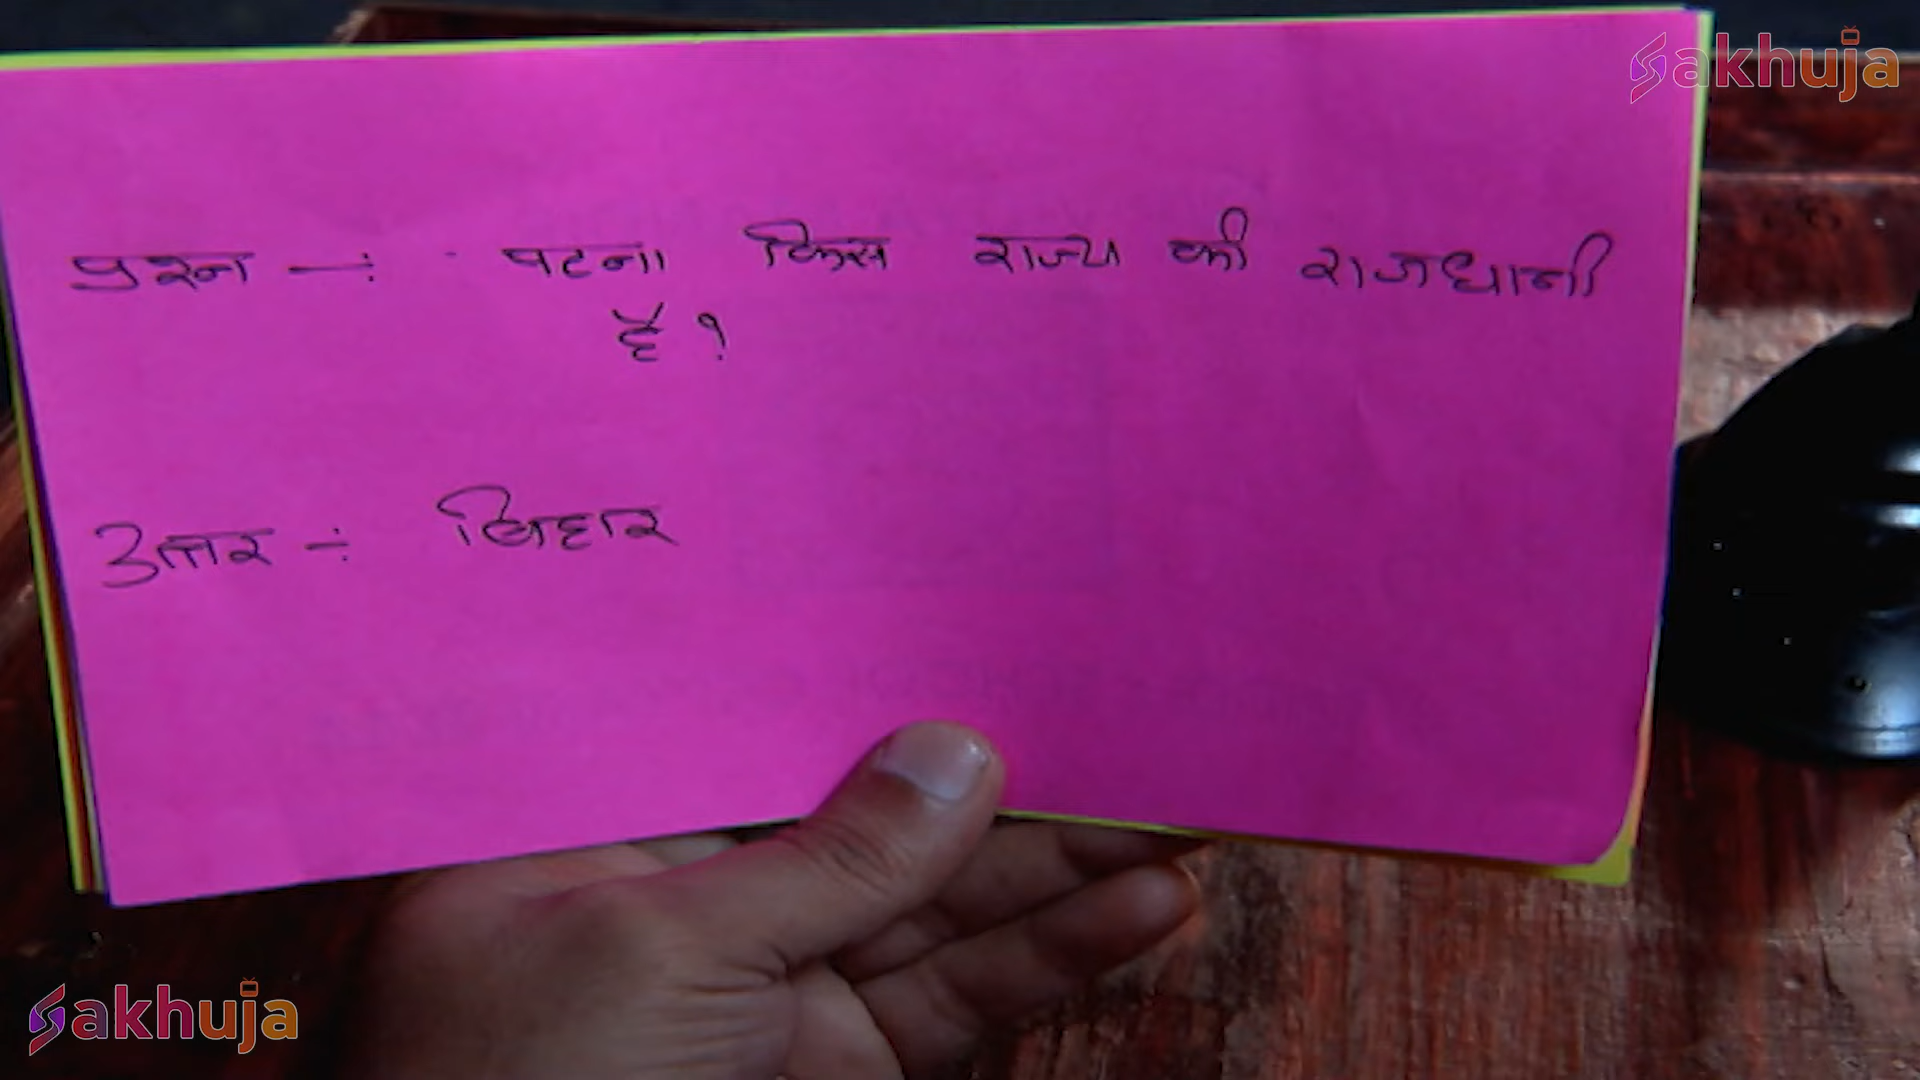 Sakhuja
प्रश्न -: पटना किस राज्य की राजधानी
है ?
उत्तर -: बिहार
Sakhuja